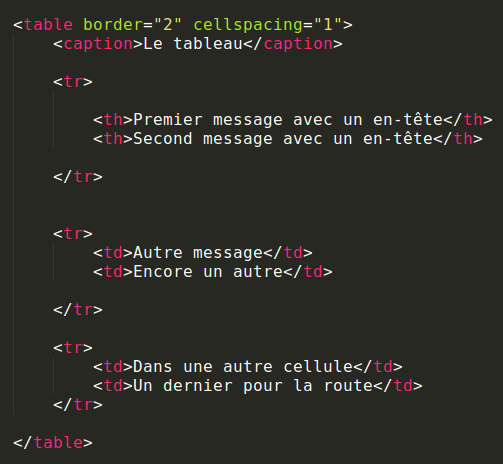 <table border="2" cellspacing="1">
<caption>Le tableau</caption>
<tr>
<th>Premier message avec un en-tête</th>
<th>Second message avec un en-tête</th>
</tr>
<tr>
<td>Autre message</td>
<td>Encore un autre</td>
</tr>
<tr>
<td>Dans une autre cellule</td>
<td>Un dernier pour la route</td>
</tr>
</table>